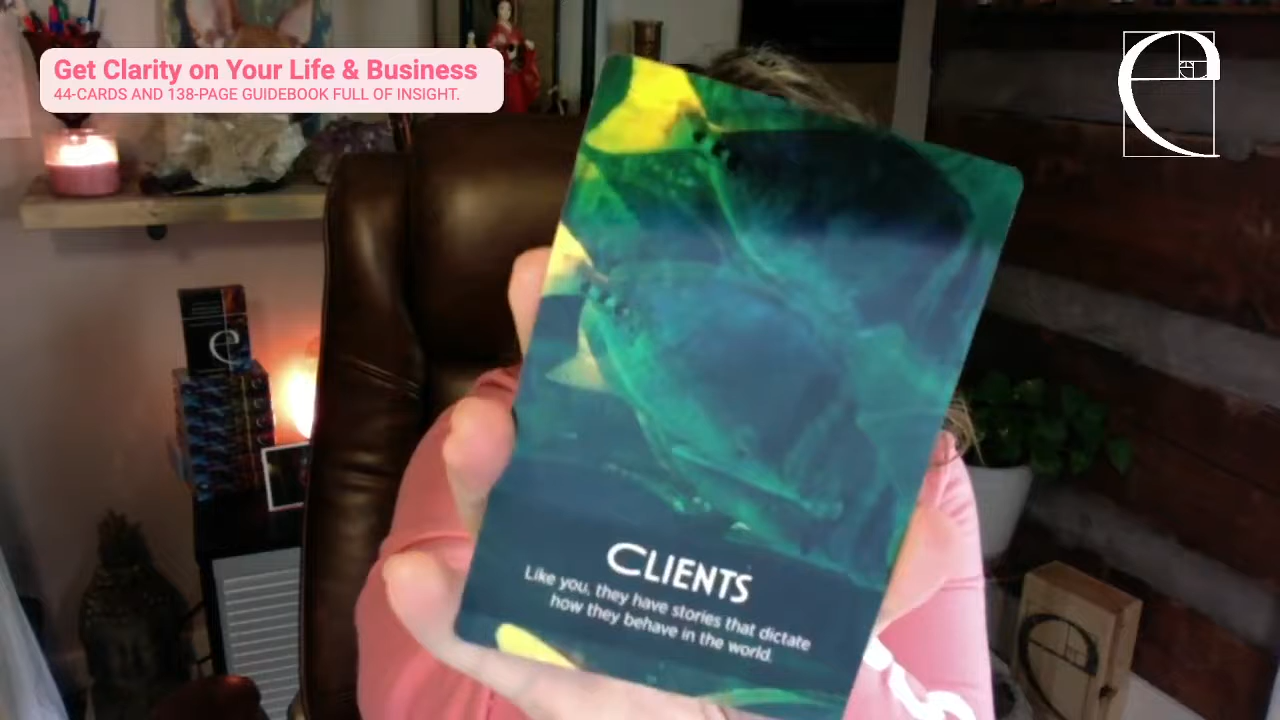 Get Clarity on Your Life & Business
44-CARDS AND 138-PAGE GUIDEBOOK FULL OF INSIGHT.
CLIENTS
Like you, they have stories that dictate
how they behave in the world.